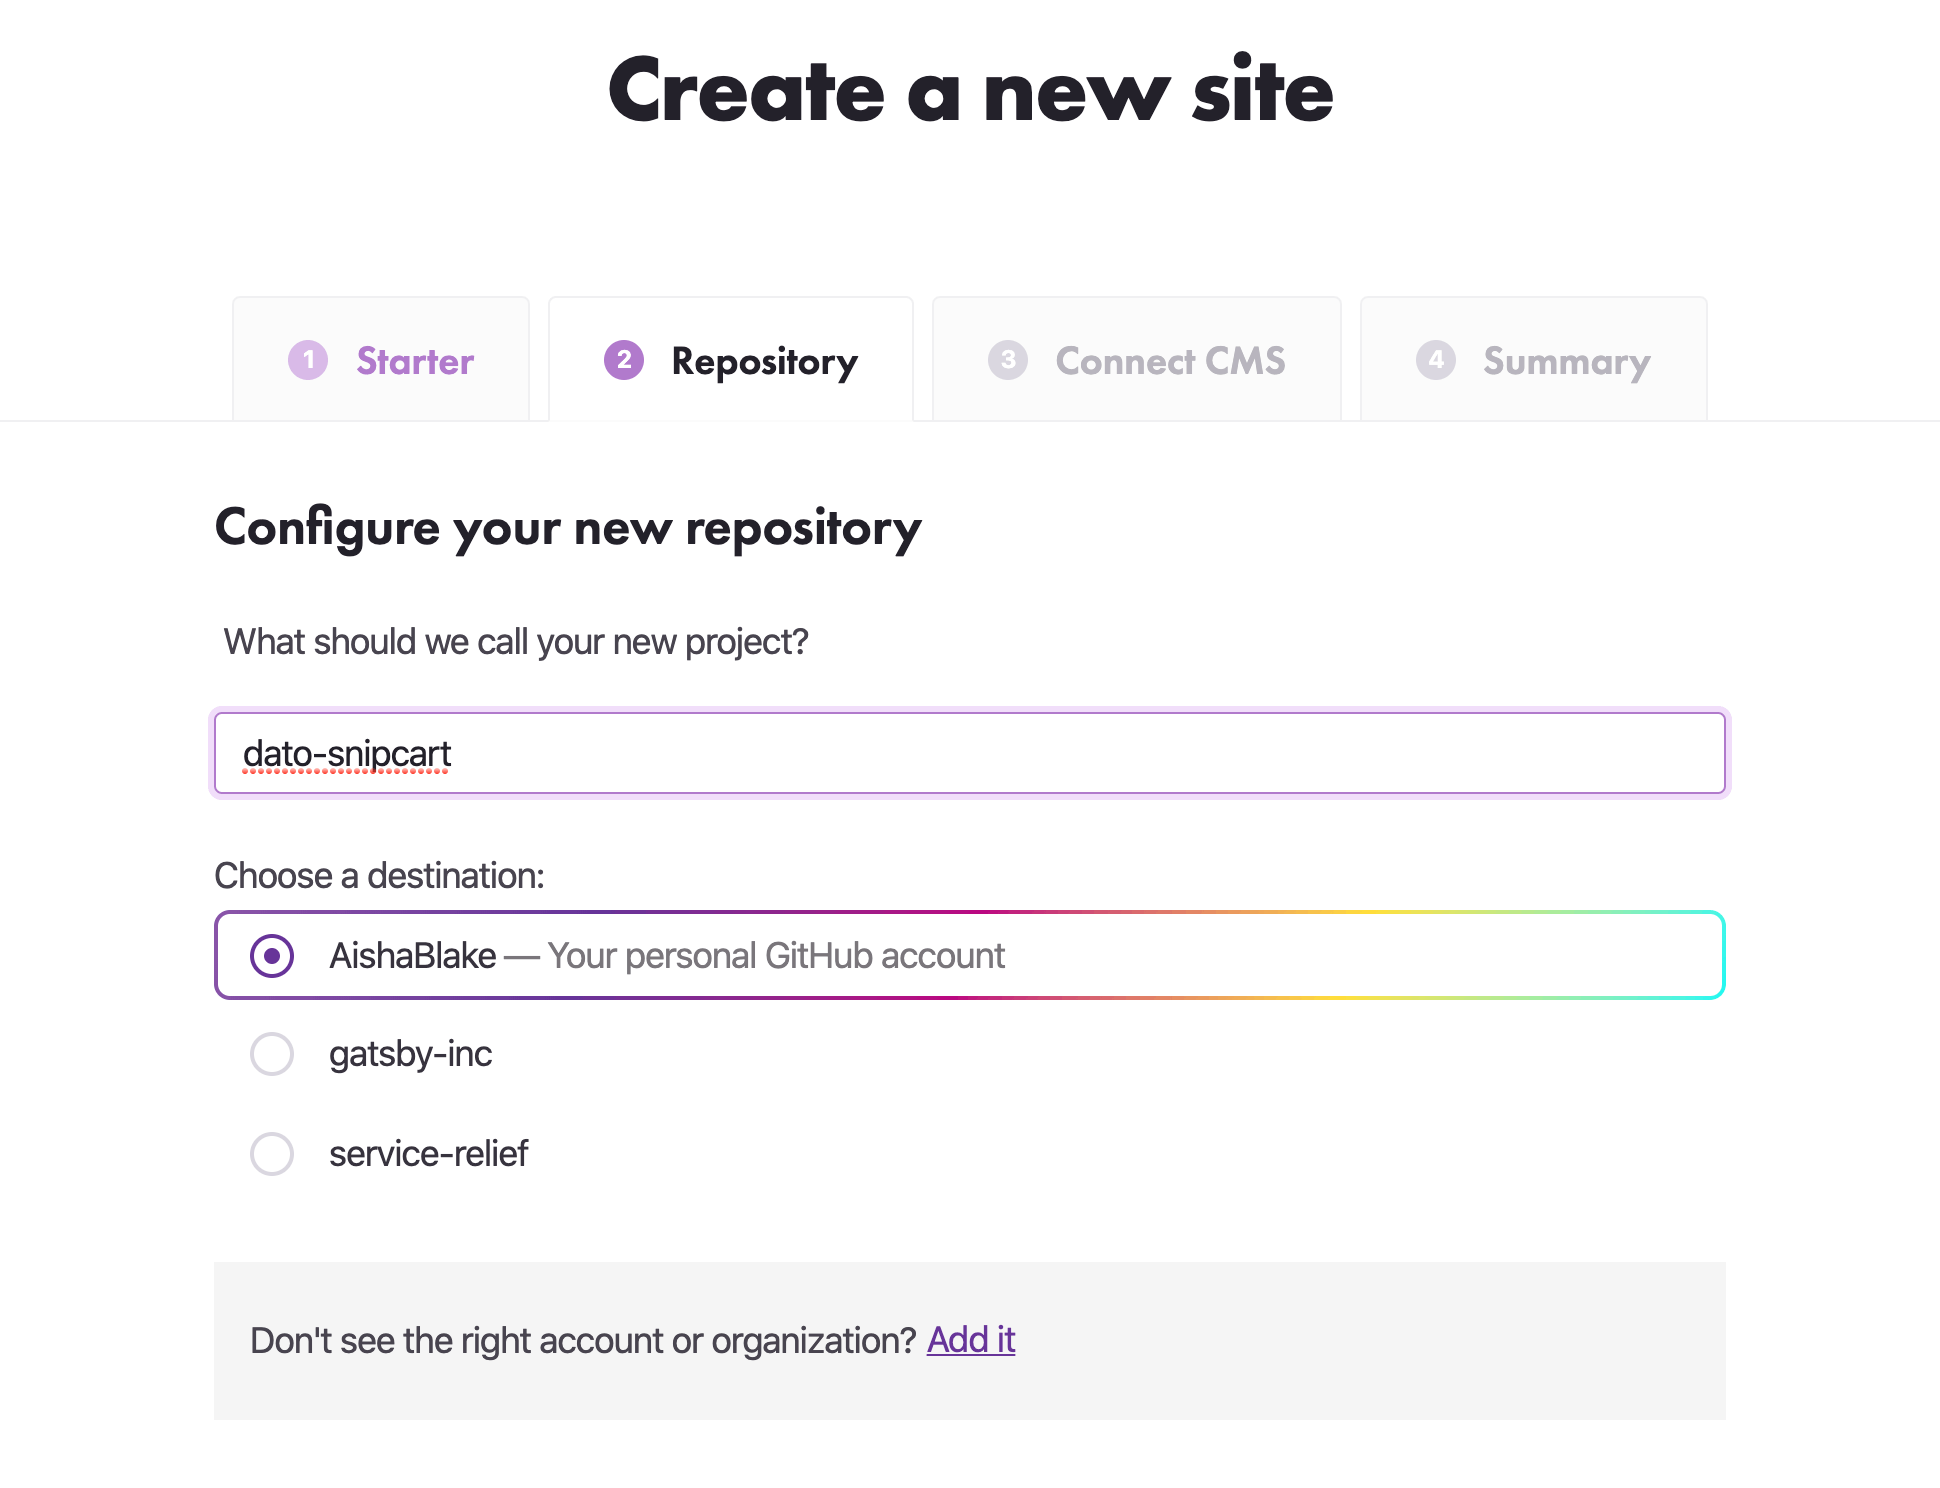 Create a new site
1 Starter
2 Repository
3 Connect CMS
4 Summary
Configure your new repository
What should we call your new project?
dato-snipcart
Choose a destination:
AishaBlake — Your personal GitHub account
gatsby-inc
service-relief
Don't see the right account or organization? Add it